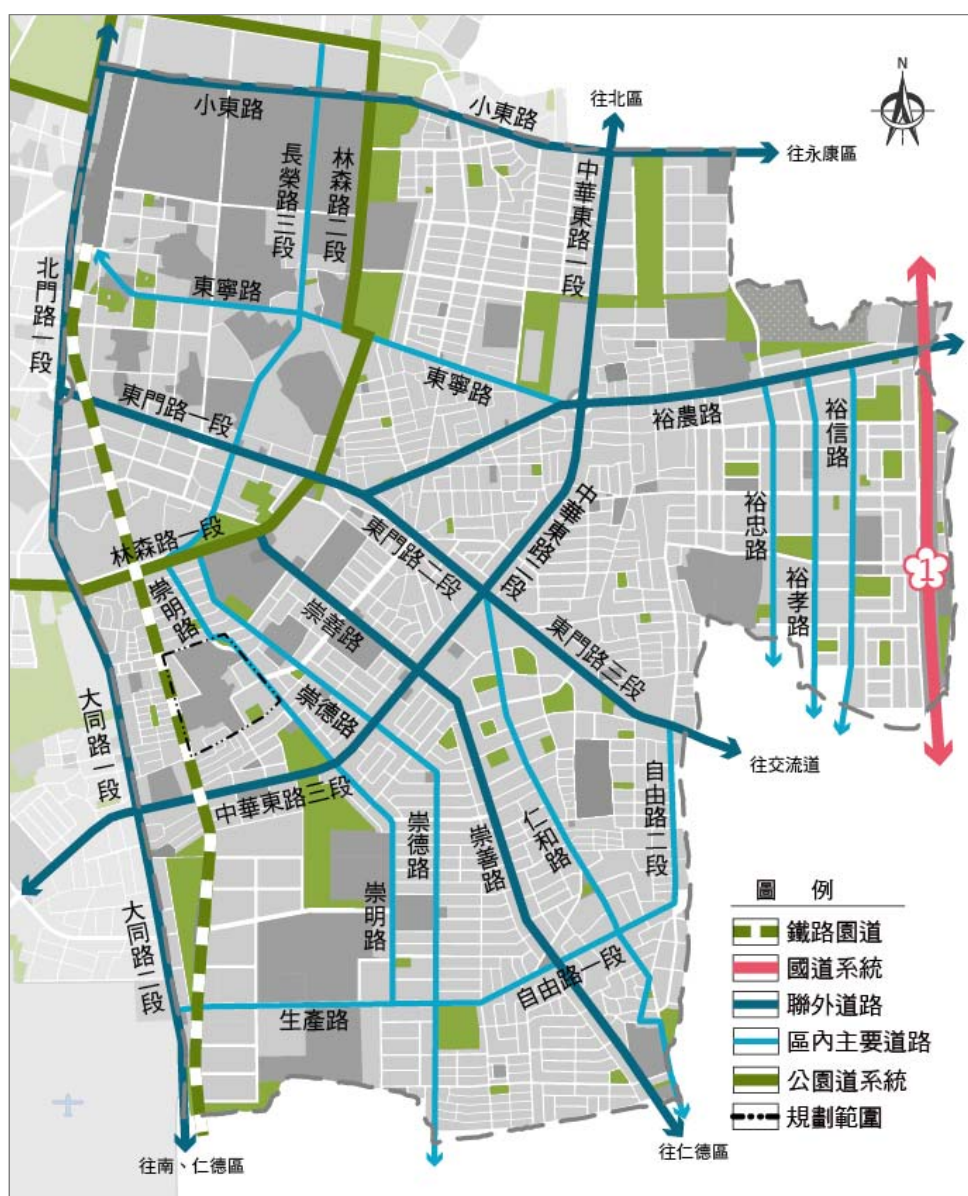 N
往北區
小東路
小東路
往永康區
長榮路三段
林森路二段
中華東路一段
北門路一段
東寧路
東寧路
裕農路
裕信路
東門路一段
裕忠路
裕孝路
1
中華東路二段
東門路二段
林森路一段
崇明路
崇善路
東門路三段
崇德路
大同路一段
往交流道
中華東路三段
自由路二段
仁和路
崇德路
崇善路
崇明路
大同路二段
自由路一段
生產路
圖 例
鐵路園道
國道系統
聯外道路
區內主要道路
公園道系統
規劃範圍
往南、仁德區
往仁德區